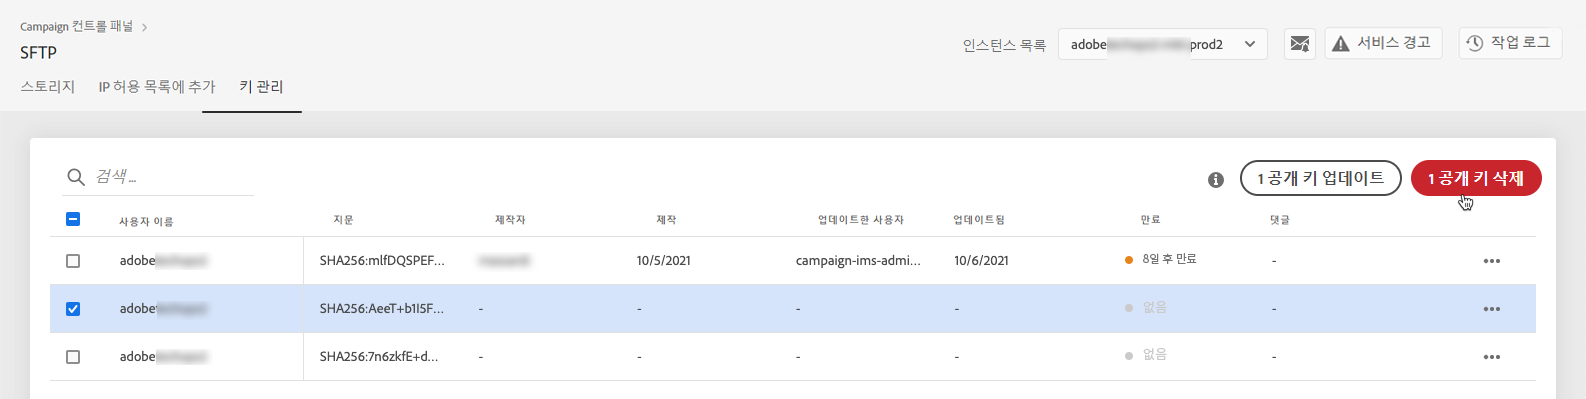 Campaign 컨트롤 패널 >
SFTP
인스턴스 목록 adobe prod2 서비스 경고 작업 로그
스토리지 IP 허용 목록에 추가 키 관리
검색...
1 공개 키 업데이트 1 공개 키 삭제
사용자 이름 지문 제작자 제작 업데이트한 사용자 업데이트됨 만료 댓글
adobe SHA256:mlfDQSPEF... 10/5/2021 campaign-ims-admi... 10/6/2021 8일 후 만료 - •••
adobe SHA256:AeeT+b1I5F... - - - - 없음 - •••
adobe SHA256:7n6zkfE+d... - - - - 없음 - •••